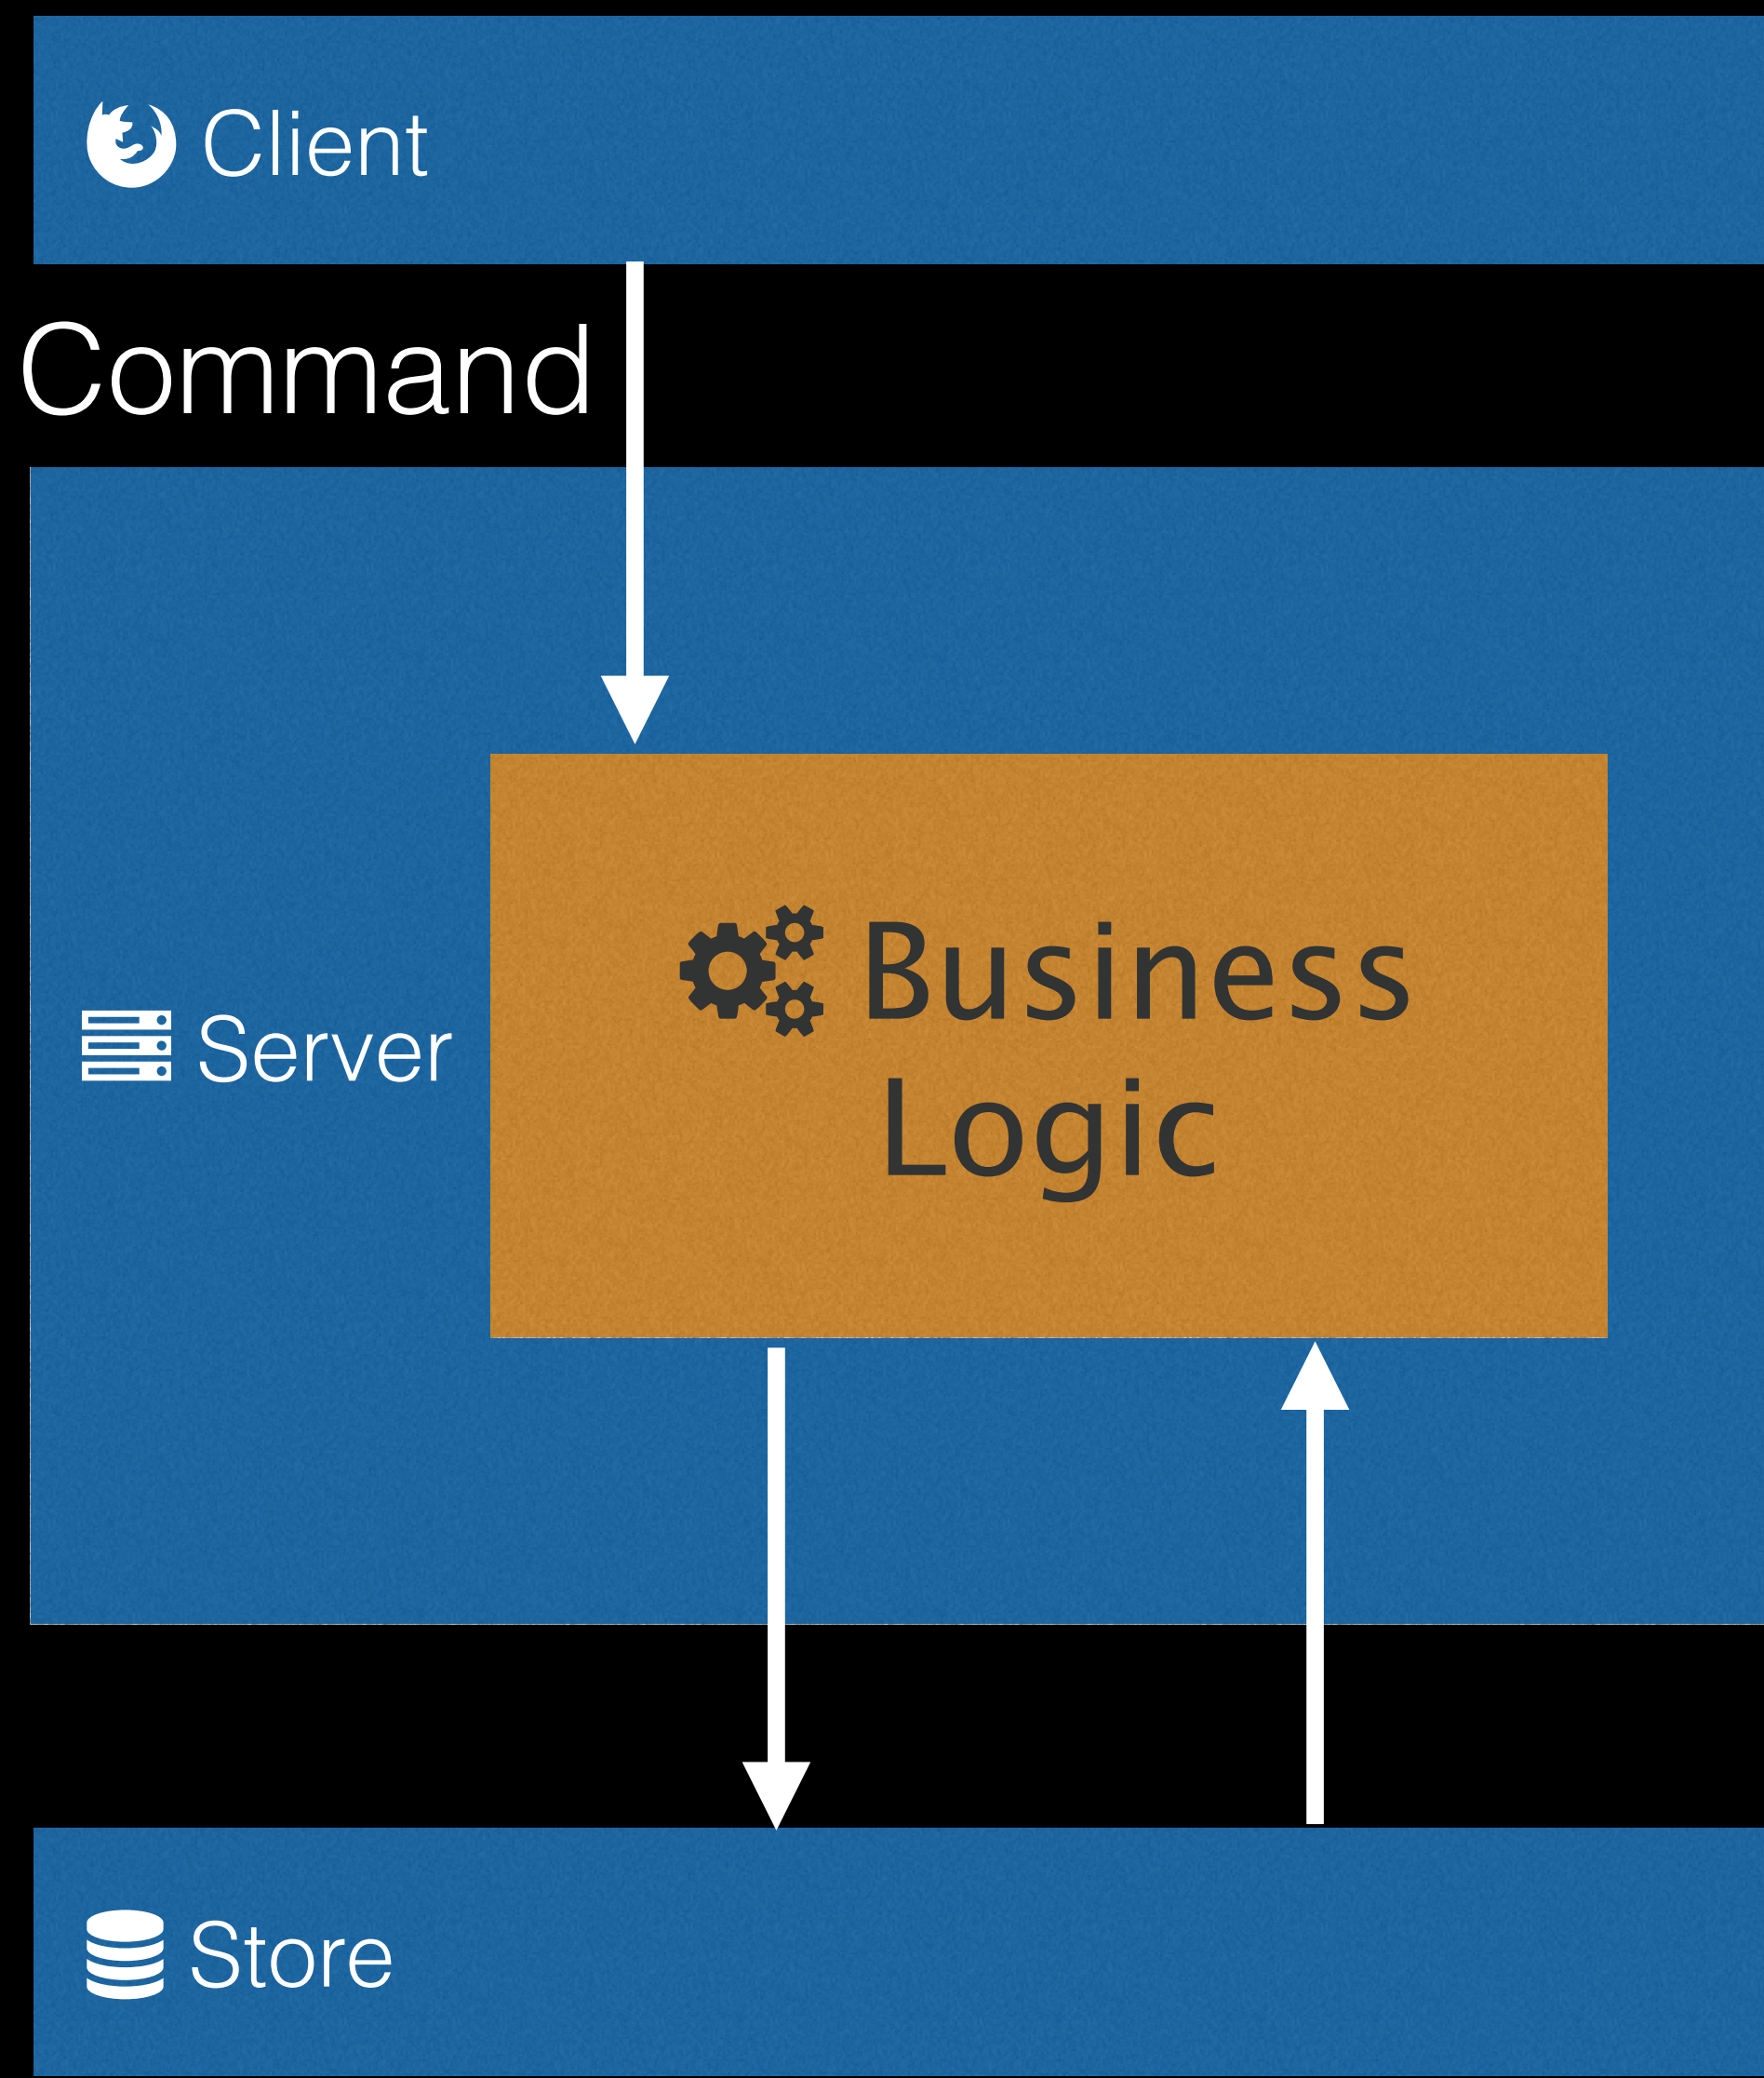 Client
Command
Business
Logic
Server
Store